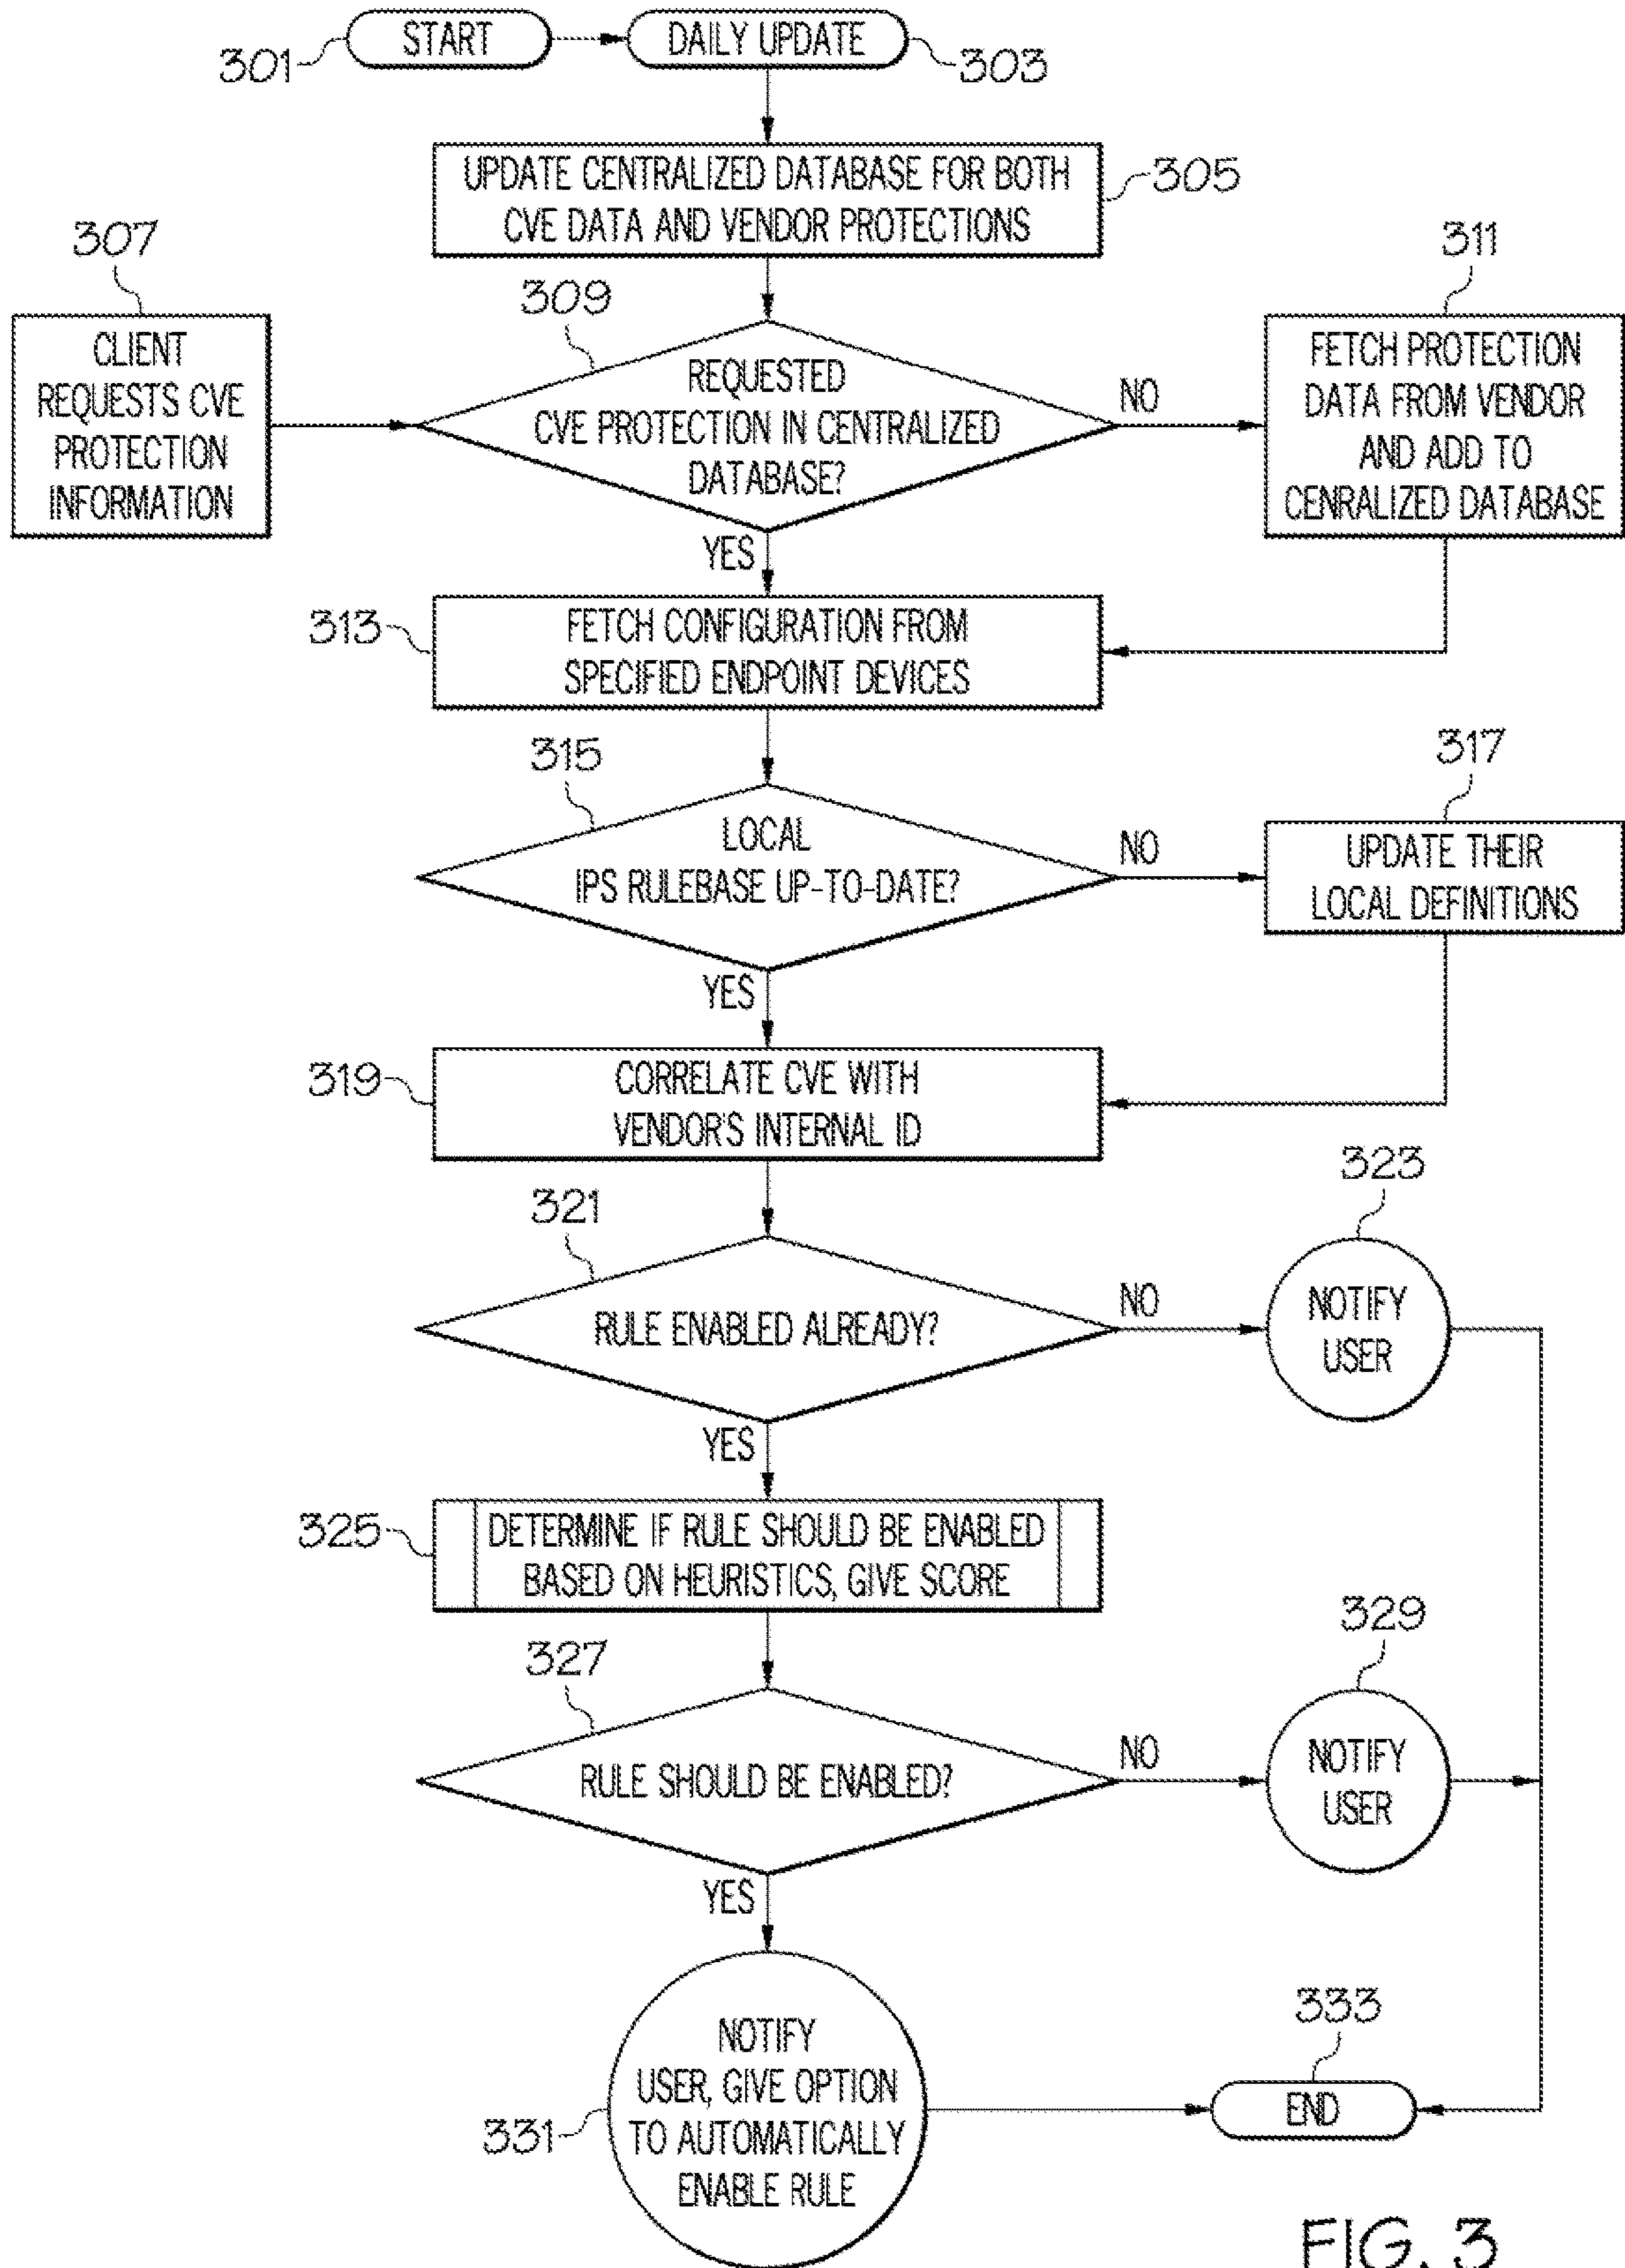 START
DAILY UPDATE
301
303
UPDATE CENTRALIZED DATABASE FOR BOTH
CVE DATA AND VENDOR PROTECTIONS
305
307
309
311
CLIENT
REQUESTS CVE
PROTECTION
INFORMATION
REQUESTED
CVE PROTECTION IN CENTRALIZED
DATABASE?
NO
FETCH PROTECTION
DATA FROM VENDOR
AND ADD TO
CENRALIZED DATABASE
YES
313
FETCH CONFIGURATION FROM
SPECIFIED ENDPOINT DEVICES
315
317
LOCAL
IPS RULEBASE UP-TO-DATE?
NO
UPDATE THEIR
LOCAL DEFINITIONS
YES
319
CORRELATE CVE WITH
VENDOR'S INTERNAL ID
321
323
RULE ENABLED ALREADY?
NO
NOTIFY
USER
YES
325
DETERMINE IF RULE SHOULD BE ENABLED
BASED ON HEURISTICS, GIVE SCORE
327
329
RULE SHOULD BE ENABLED?
NO
NOTIFY
USER
YES
331
NOTIFY
USER, GIVE OPTION
TO AUTOMATICALLY
ENABLE RULE
333
END
FIG. 3